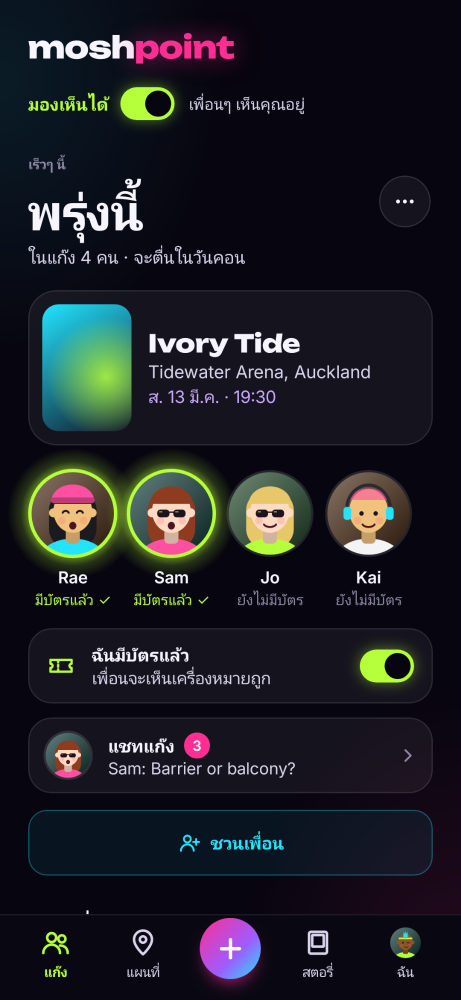 moshpoint
มองเห็นได้ เพื่อนๆ เห็นคุณอยู่
เร็วๆ นี้
พรุ่งนี้
ในแก๊ง 4 คน · จะตื่นในวันคอน
Ivory Tide
Tidewater Arena, Auckland
ส. 13 มี.ค. · 19:30
Rae Sam Jo Kai
มีบัตรแล้ว ✓ มีบัตรแล้ว ✓ ยังไม่มีบัตร ยังไม่มีบัตร
ฉันมีบัตรแล้ว
เพื่อนจะเห็นเครื่องหมายถูก
แชทแก๊ง 3
Sam: Barrier or balcony?
ชวนเพื่อน
แก๊ง แผนที่ สตอรี่ ฉัน